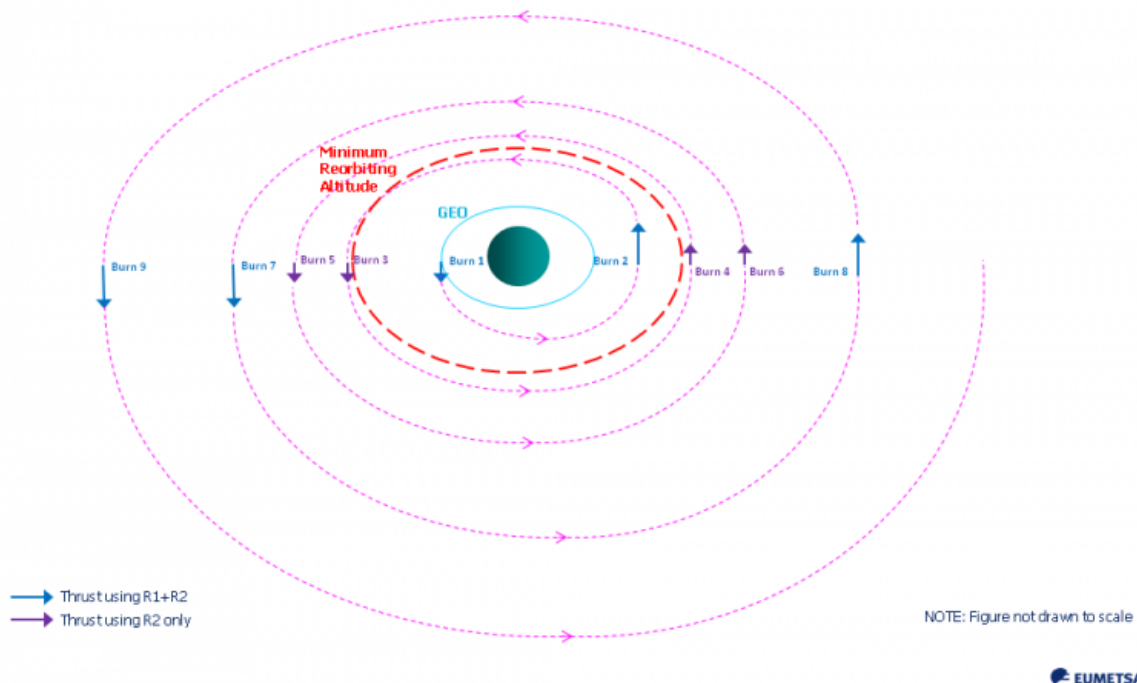 Minimum
Reorbiting
Altitude
GEO
Burn 9
Burn 7
Burn 5
Burn 3
Burn 1
Burn 2
Burn 4
Burn 6
Burn 8
Thrust using R1+R2
Thrust using R2 only
NOTE: Figure not drawn to scale
EUMETSA